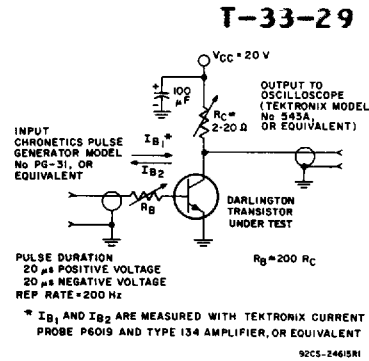 T-33-29
VCC = 20 V
+
100
μF
-
RC≈
2-20 Ω
OUTPUT TO
OSCILLOSCOPE
(TEKTRONIX MODEL
No 543A,
OR EQUIVALENT)
INPUT
CHRONETICS PULSE
GENERATOR MODEL
No PG-31, OR
EQUIVALENT
IB1*
IB2
RB
DARLINGTON
TRANSISTOR
UNDER TEST
PULSE DURATION
20 μs POSITIVE VOLTAGE
20 μs NEGATIVE VOLTAGE
REP RATE = 200 Hz
RB≈200 RC
* IB1 AND IB2 ARE MEASURED WITH TEKTRONIX CURRENT
PROBE P6019 AND TYPE 134 AMPLIFIER, OR EQUIVALENT
92CS-24615R1